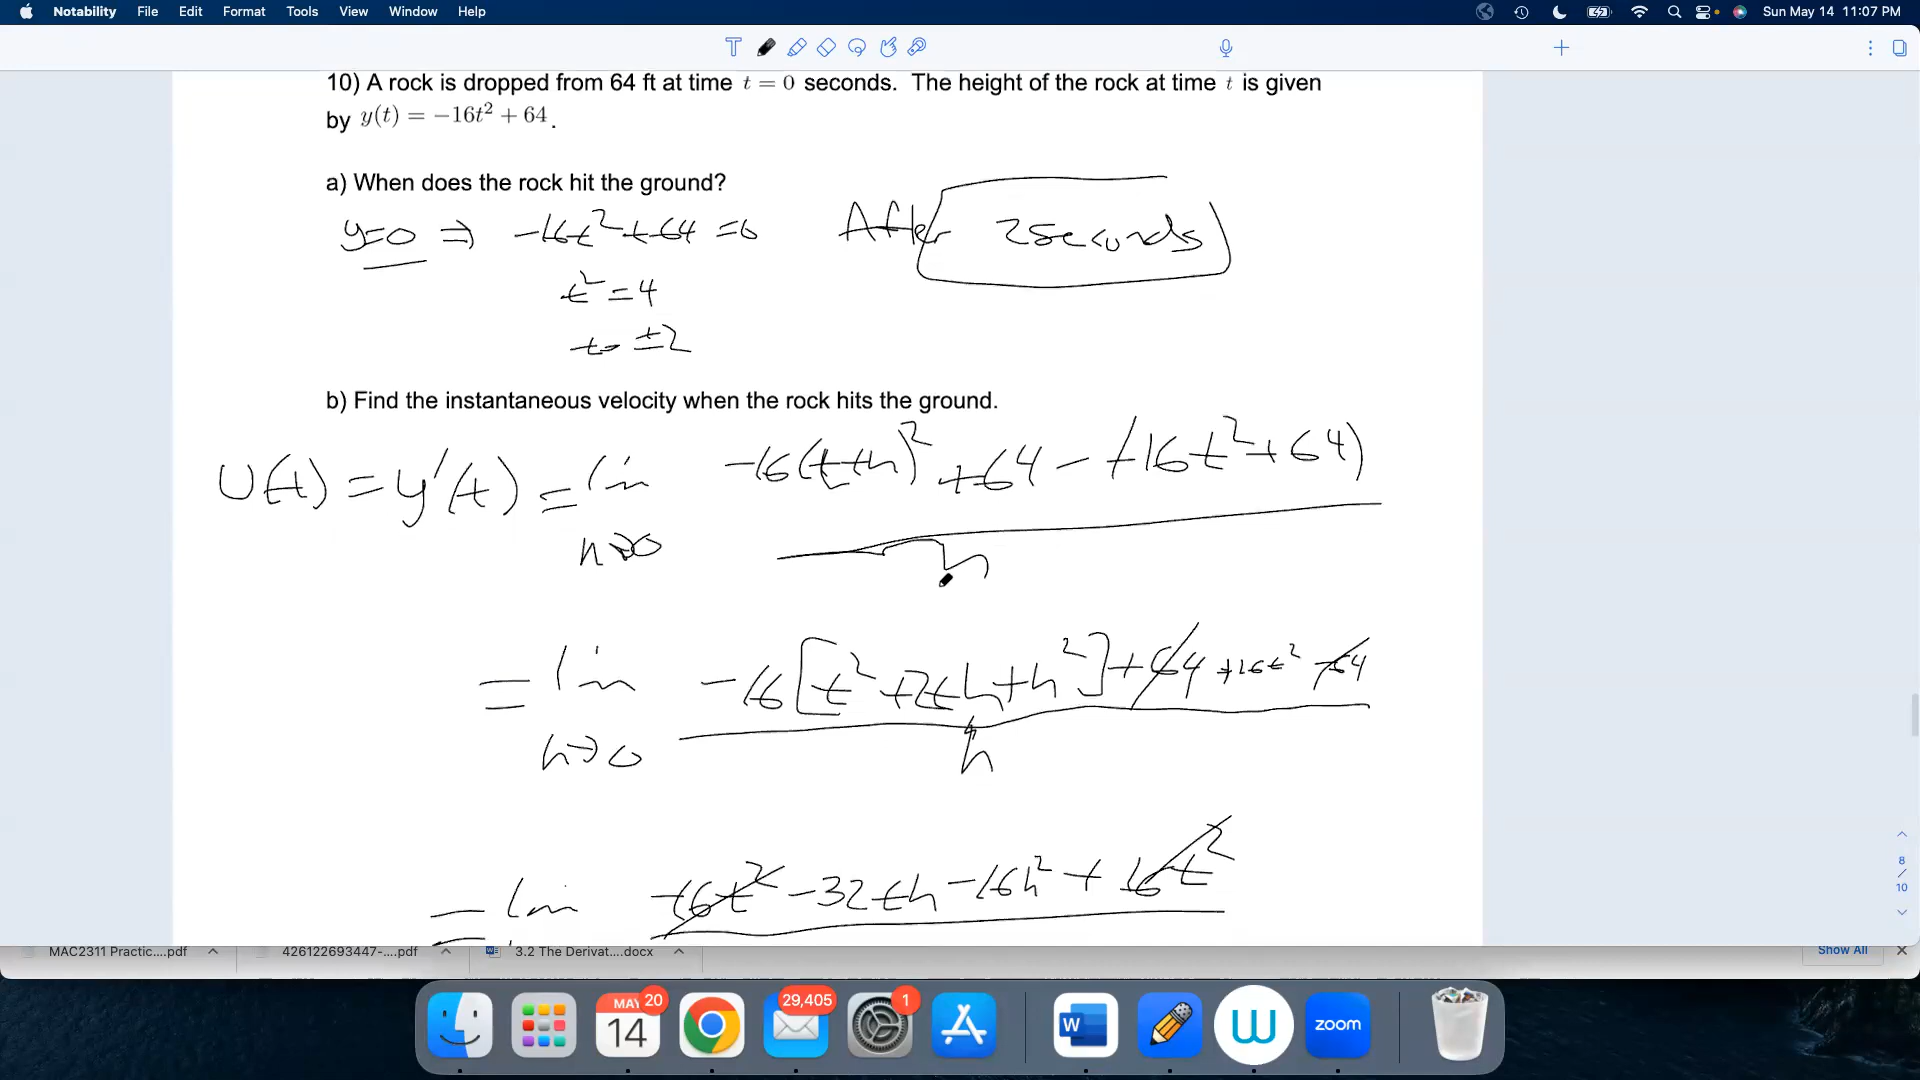 Notability File Edit Format Tools View Window Help Sun May 14 11:07 PM
10) A rock is dropped from 64 ft at time t = 0 seconds. The height of the rock at time t is given
by y(t) = −16t² + 64.
a) When does the rock hit the ground?
y=0 ⇒ -16t²+64=0 After 2 seconds
t²=4
t= ±2
b) Find the instantaneous velocity when the rock hits the ground.
v(t) = y'(t) = lim -16(t+h)²+64-(-16t²+64)
h→0 h
= lim -16[t²+2th+h²]+64+16t²-64
h→0 h
= lim -16t²-32th-16h²+16t²
8
/
10
MAC2311 Practic....pdf 426122693447-....pdf 3.2 The Derivat....docx Show All
MAY 20 29,405 1
14 W zoom